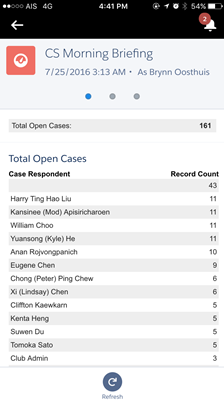 AIS 4G 4:41 PM 54%
2
CS Morning Briefing
7/25/2016 3:13 AM • As Brynn Oosthuis
Total Open Cases: 161
Total Open Cases
Case Respondent Record Count
43
Harry Ting Hao Liu 11
Kansinee (Mod) Apisiricharoen 11
William Choo 11
Yuansong (Kyle) He 11
Anan Rojvongpanich 10
Eugene Chen 9
Chong (Peter) Ping Chew 6
Xi (Lindsay) Chen 6
Cliffton Kaewkarn 5
Kenta Heng 5
Suwen Du 5
Tomoka Sato 5
Club Admin 3
Refresh